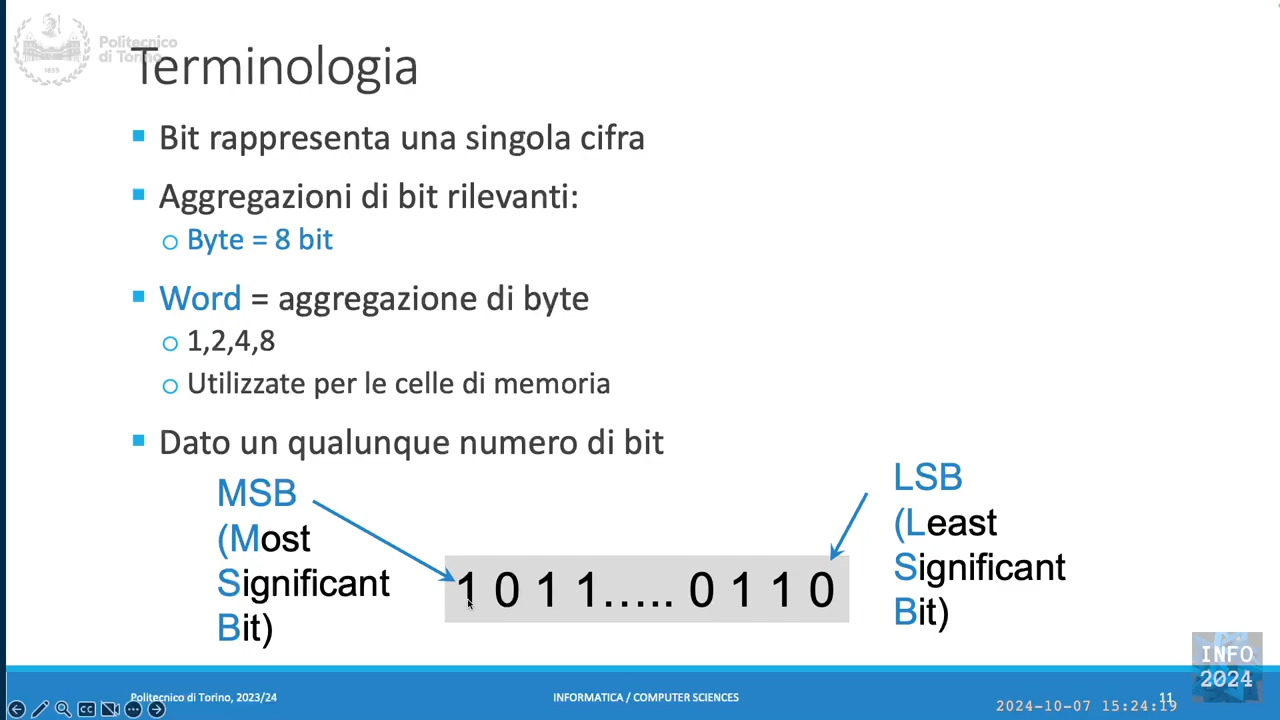 Politecnico
di Torino
Terminologia
Bit rappresenta una singola cifra
Aggregazioni di bit rilevanti:
Byte = 8 bit
Word = aggregazione di byte
1,2,4,8
Utilizzate per le celle di memoria
Dato un qualunque numero di bit
MSB
(Most
Significant
Bit)
1 0 1 1..... 0 1 1 0
LSB
(Least
Significant
Bit)
Politecnico di Torino, 2023/24
INFORMATICA / COMPUTER SCIENCES
11
INFO
2024
2024-10-07 15:24:19
CC